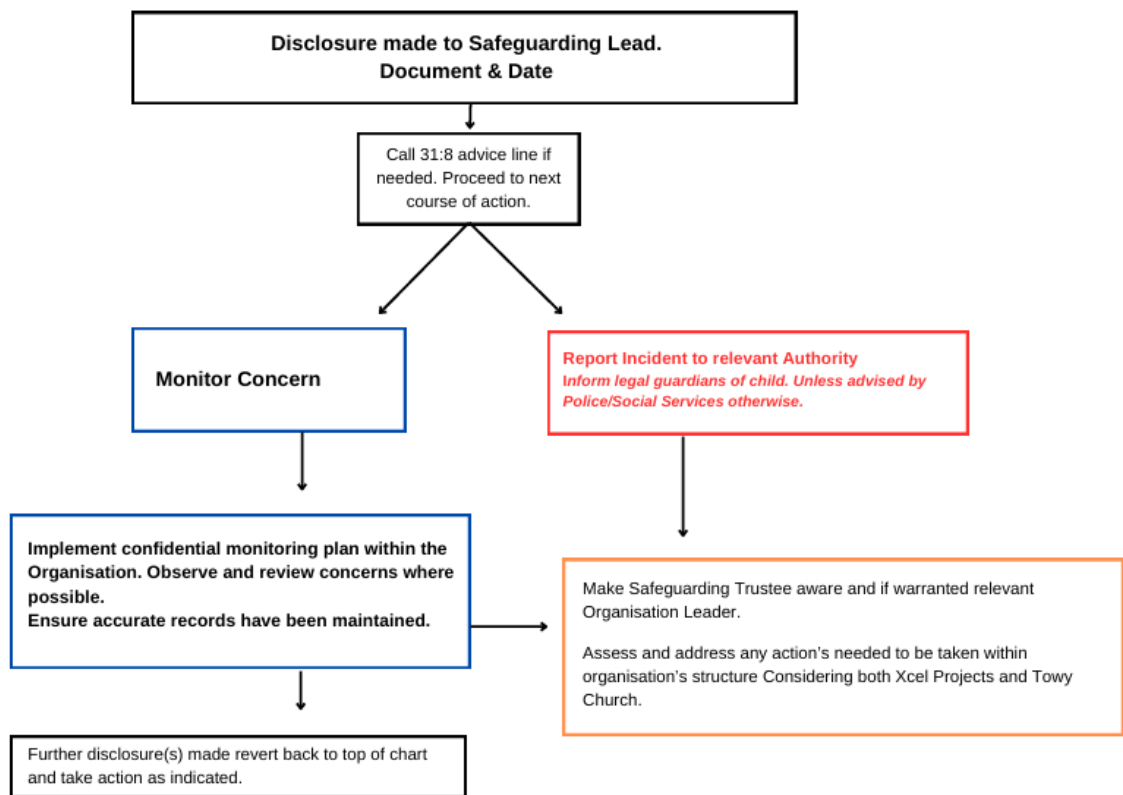 Disclosure made to Safeguarding Lead.
Document & Date
Call 31:8 advice line if
needed. Proceed to next
course of action.
Monitor Concern
Report Incident to relevant Authority
Inform legal guardians of child. Unless advised by
Police/Social Services otherwise.
Implement confidential monitoring plan within the
Organisation. Observe and review concerns where
possible.
Ensure accurate records have been maintained.
Make Safeguarding Trustee aware and if warranted relevant
Organisation Leader.
Assess and address any action’s needed to be taken within
organisation’s structure Considering both Xcel Projects and Towy
Church.
Further disclosure(s) made revert back to top of chart
and take action as indicated.